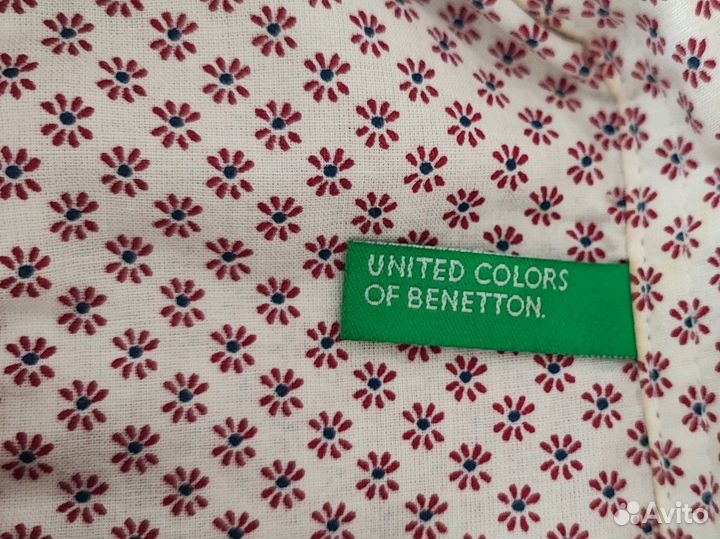 UNITED COLORS
OF BENETTON.
Avito